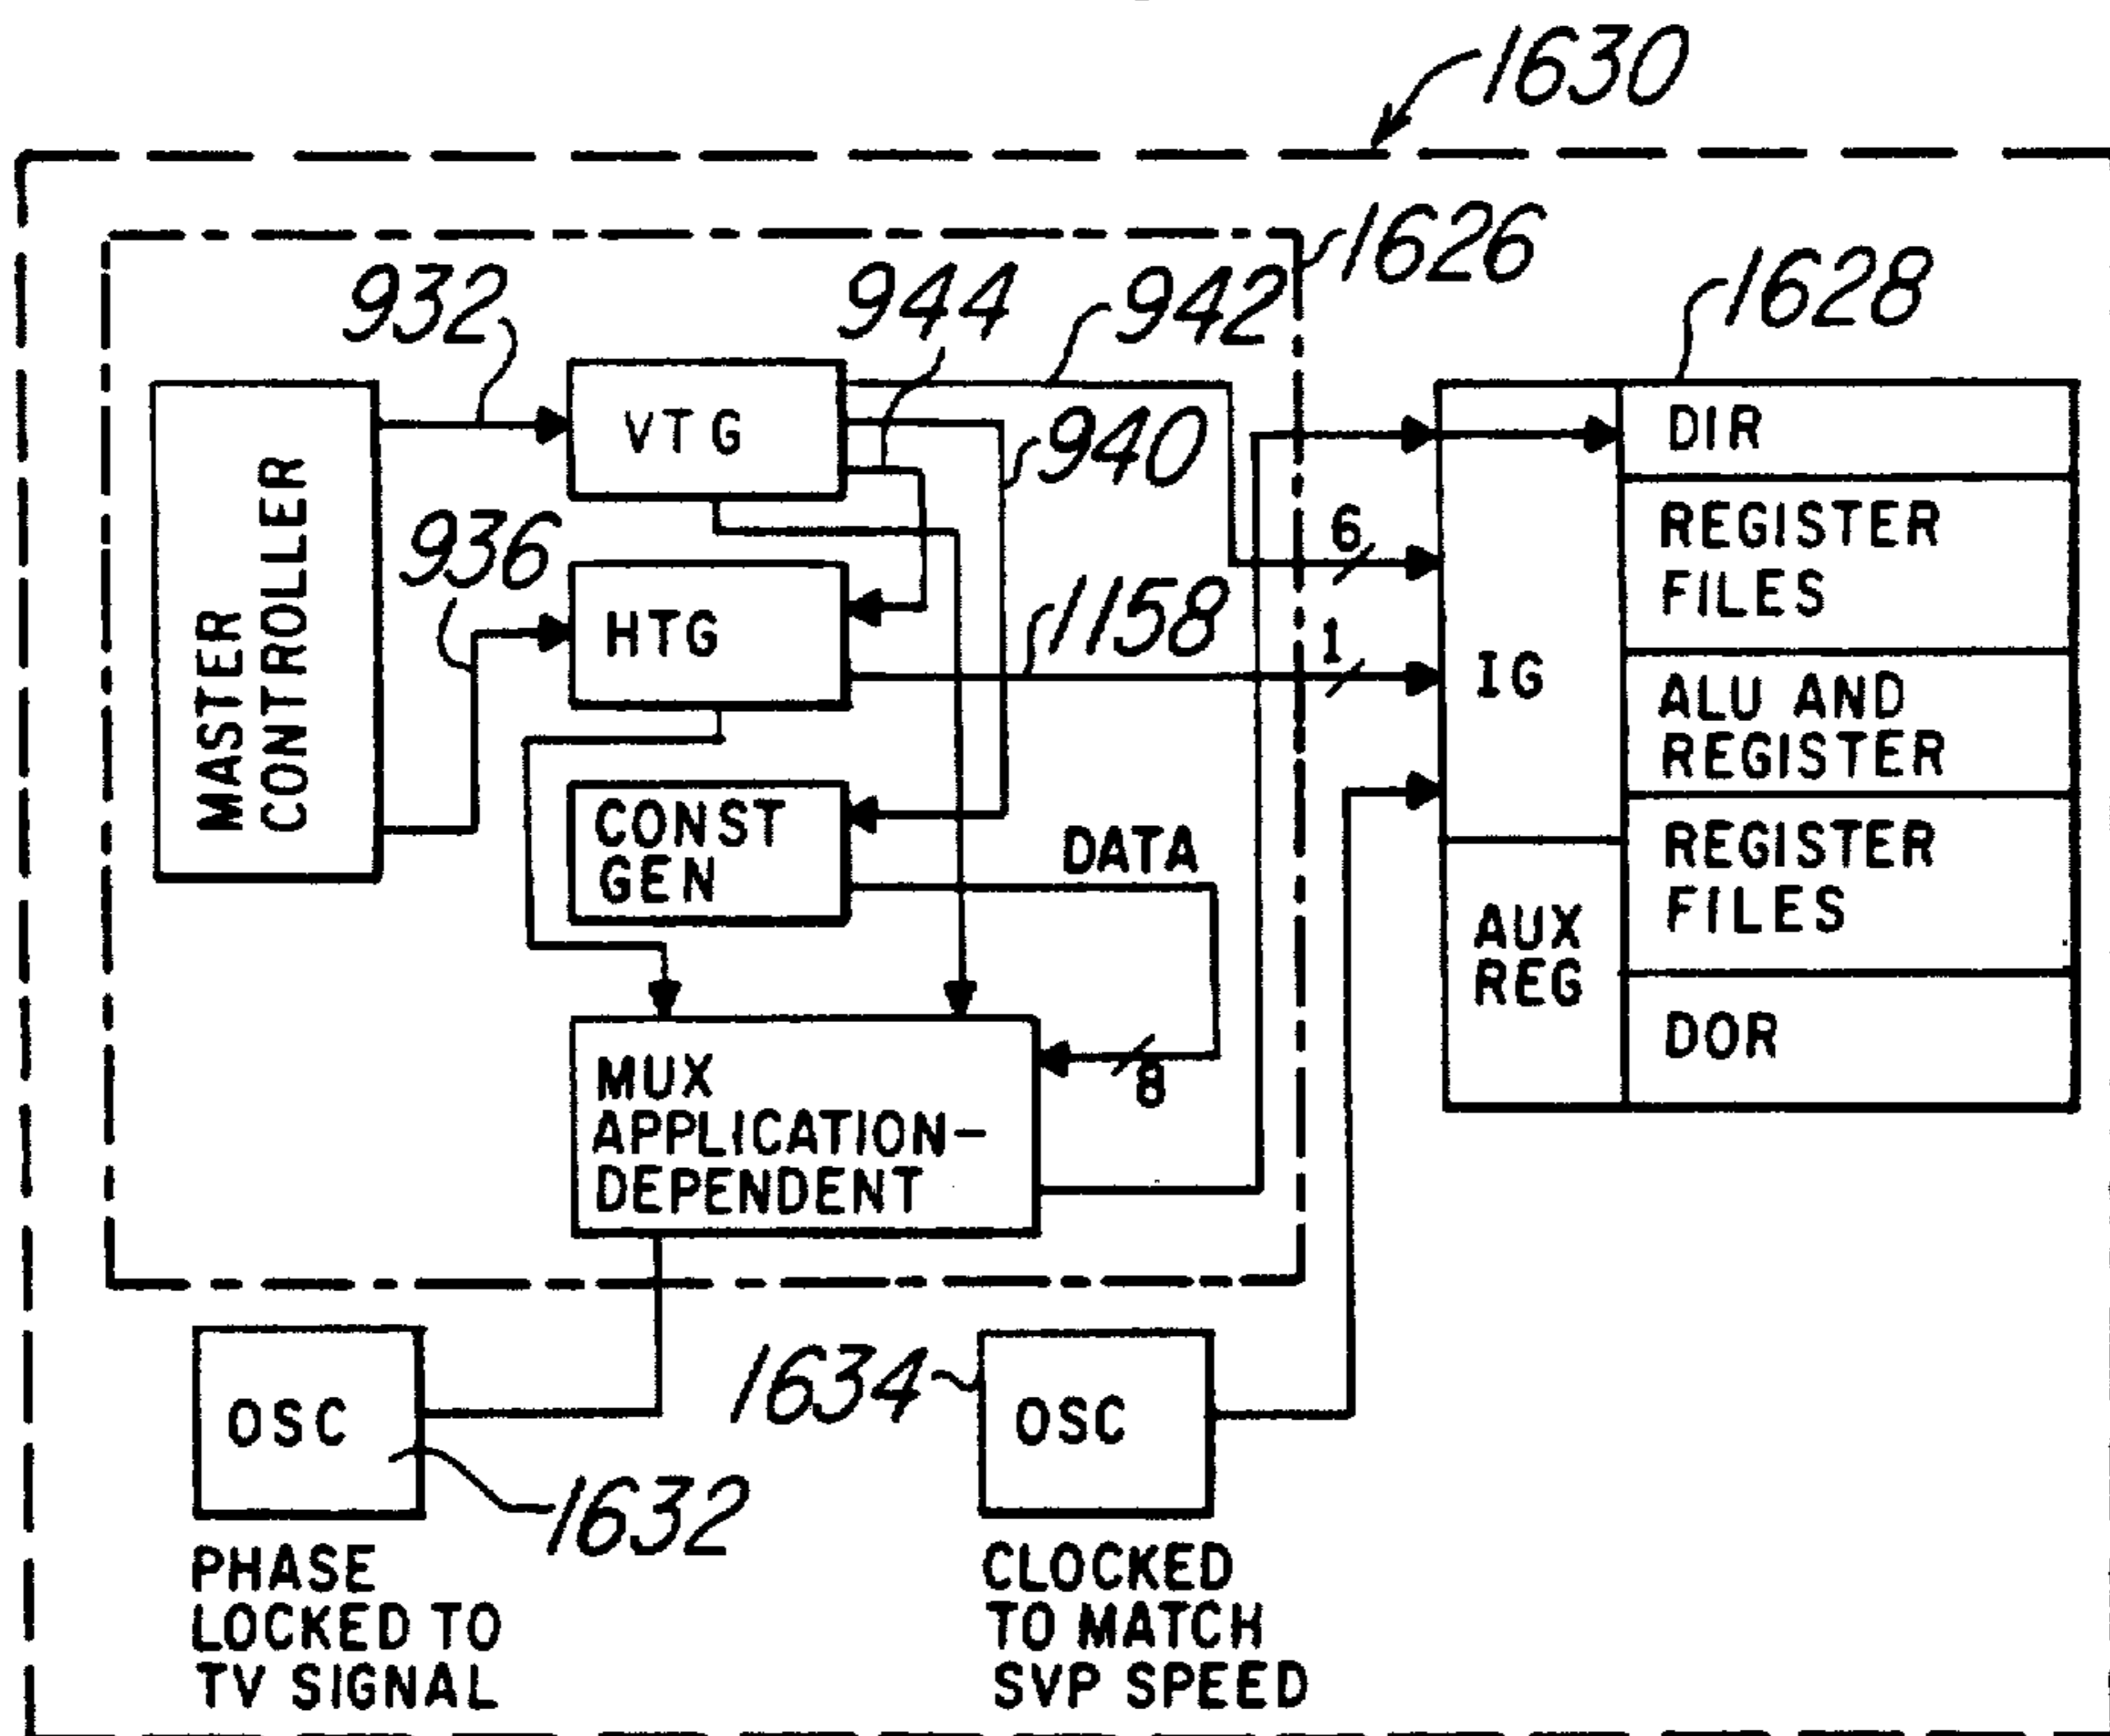 1630
1626
1628
932
944
942
940
936
1158
MASTER
CONTROLLER
VTG
HTG
CONST
GEN
DATA
8
MUX
APPLICATION-
DEPENDENT
6
1
IG
AUX
REG
DIR
REGISTER
FILES
ALU AND
REGISTER
REGISTER
FILES
DOR
OSC
1632
PHASE
LOCKED TO
TV SIGNAL
1634
OSC
CLOCKED
TO MATCH
SVP SPEED